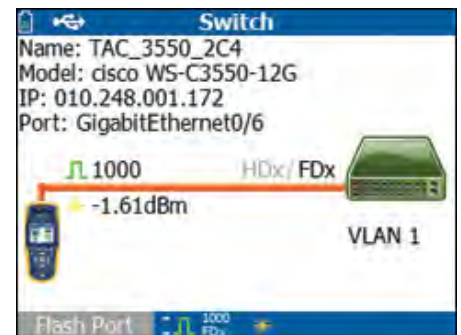 Switch
Name: TAC_3550_2C4
Model: cisco WS-C3550-12G
IP: 010.248.001.172
Port: GigabitEthernet0/6
1000 HDx/FDx
-1.61dBm
VLAN 1
Flash Port 1000
FDx